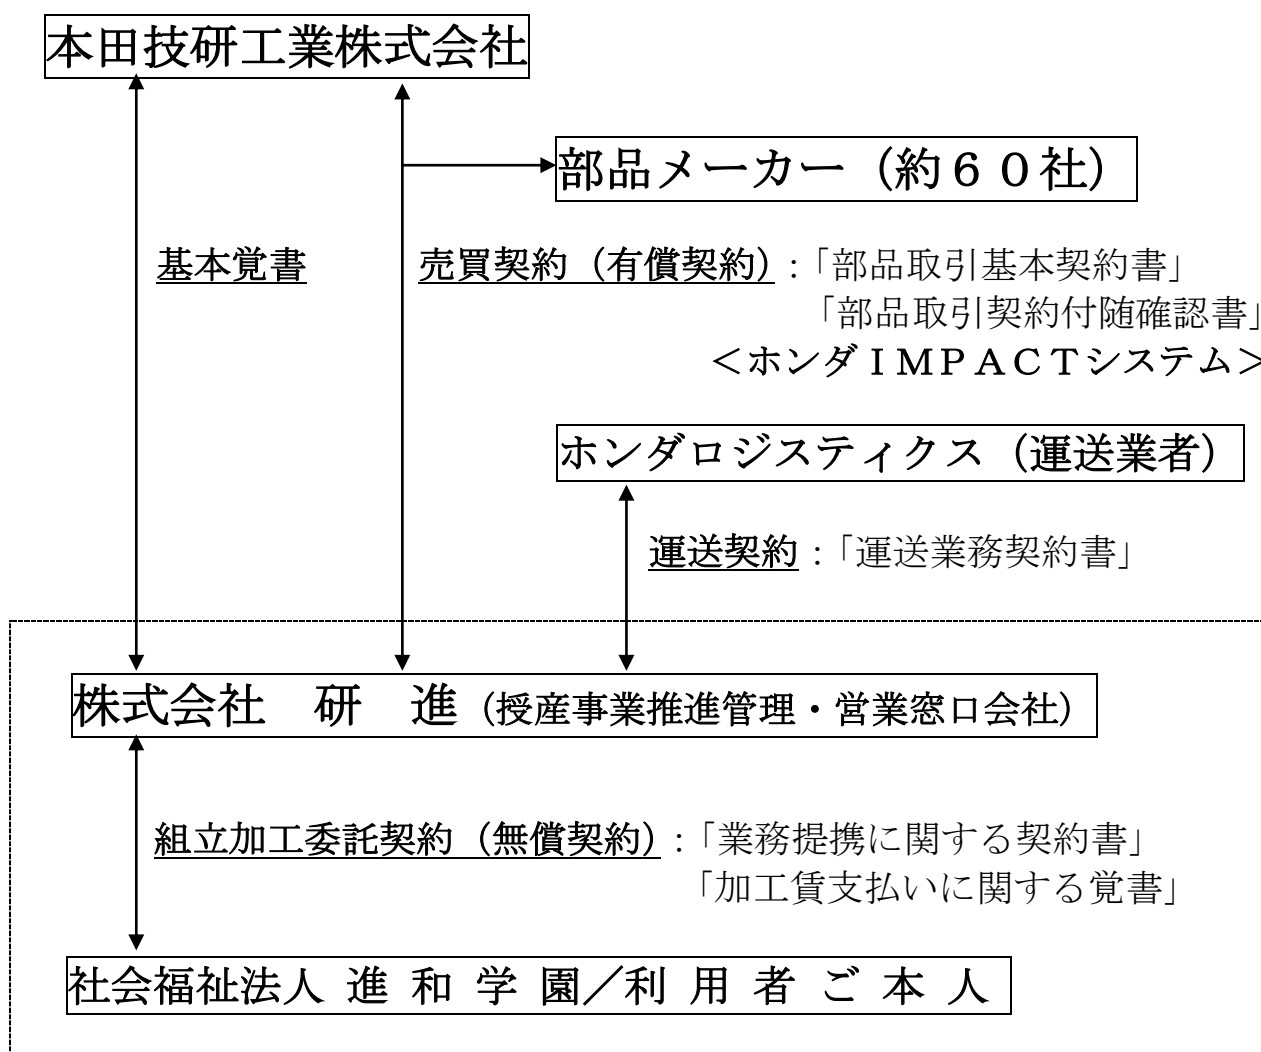 本田技研工業株式会社
部品メーカー（約６０社）
基本覚書
売買契約（有償契約）:「部品取引基本契約書」
「部品取引契約付随確認書」
＜ホンダＩＭＰＡＣＴシステム＞
ホンダロジスティクス（運送業者）
運送契約 :「運送業務契約書」
株式会社　研　進（授産事業推進管理・営業窓口会社）
組立加工委託契約（無償契約）:「業務提携に関する契約書」
「加工賃支払いに関する覚書」
社会福祉法人 進 和 学 園／利 用 者 ご 本 人